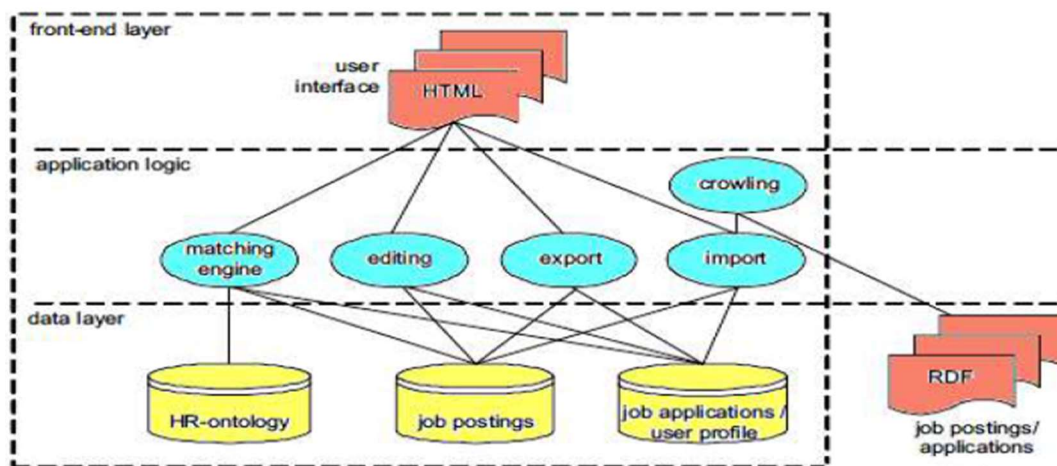 front-end layer
user
interface
HTML
application logic
crowling
matching
engine
editing
export
import
data layer
HR-ontology
job postings
job applications /
user profile
RDF
job postings/
applications